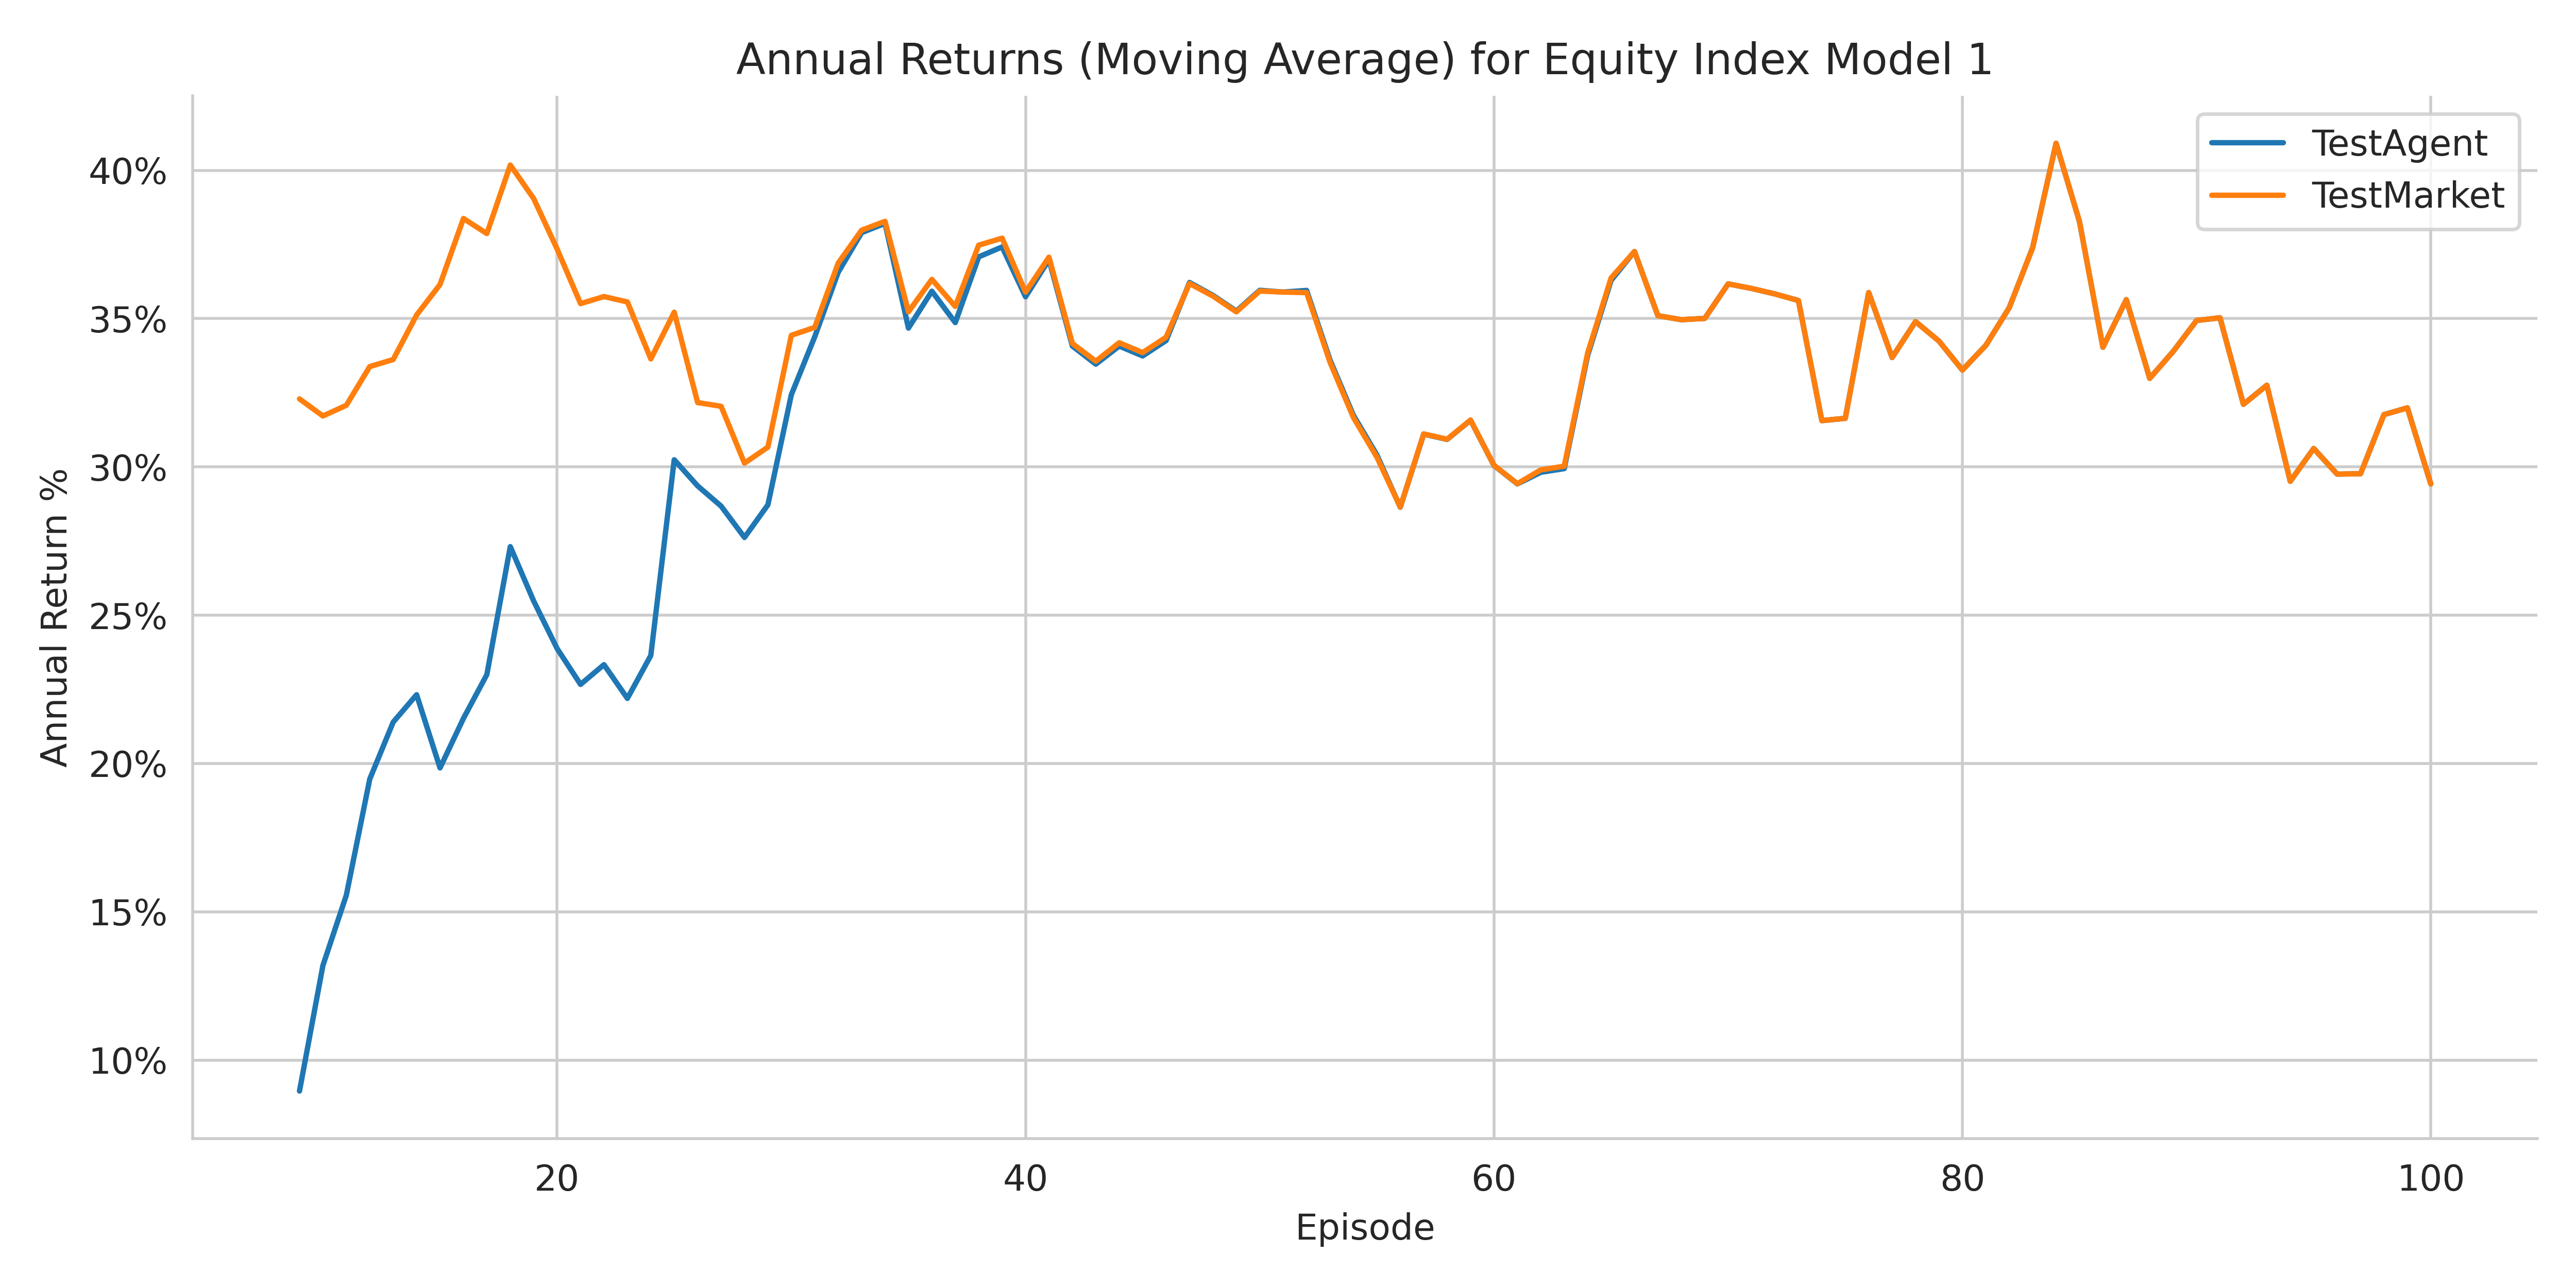 Annual Returns (Moving Average) for Equity Index Model 1
TestAgent
TestMarket
40%
35%
30%
25%
20%
15%
10%
Annual Return %
20 40 60 80 100
Episode